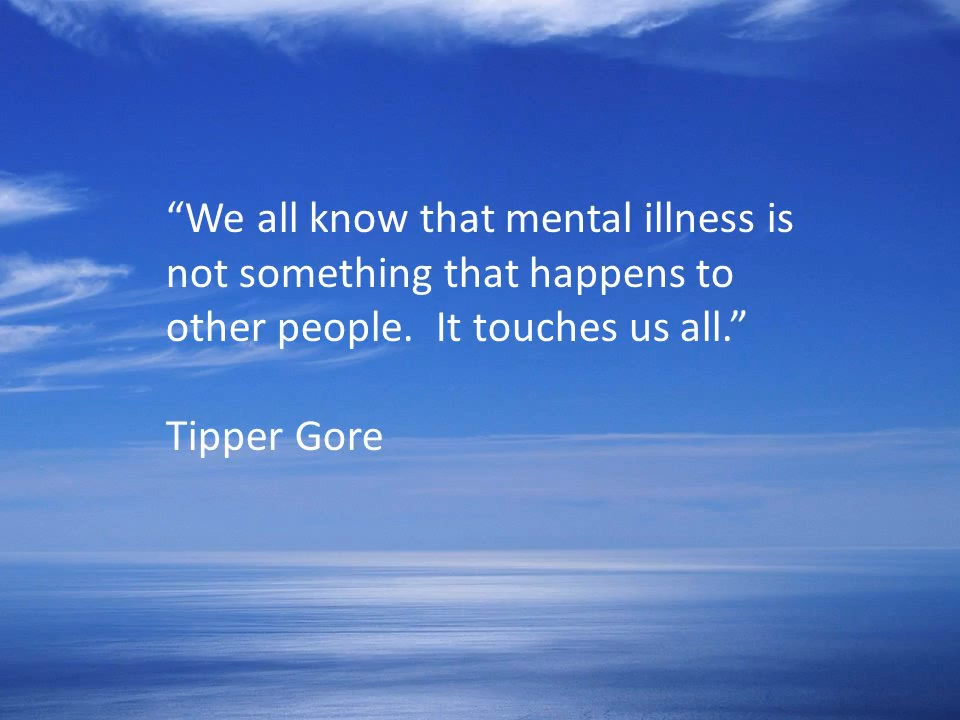 “We all know that mental illness is
not something that happens to
other people.  It touches us all.”
Tipper Gore